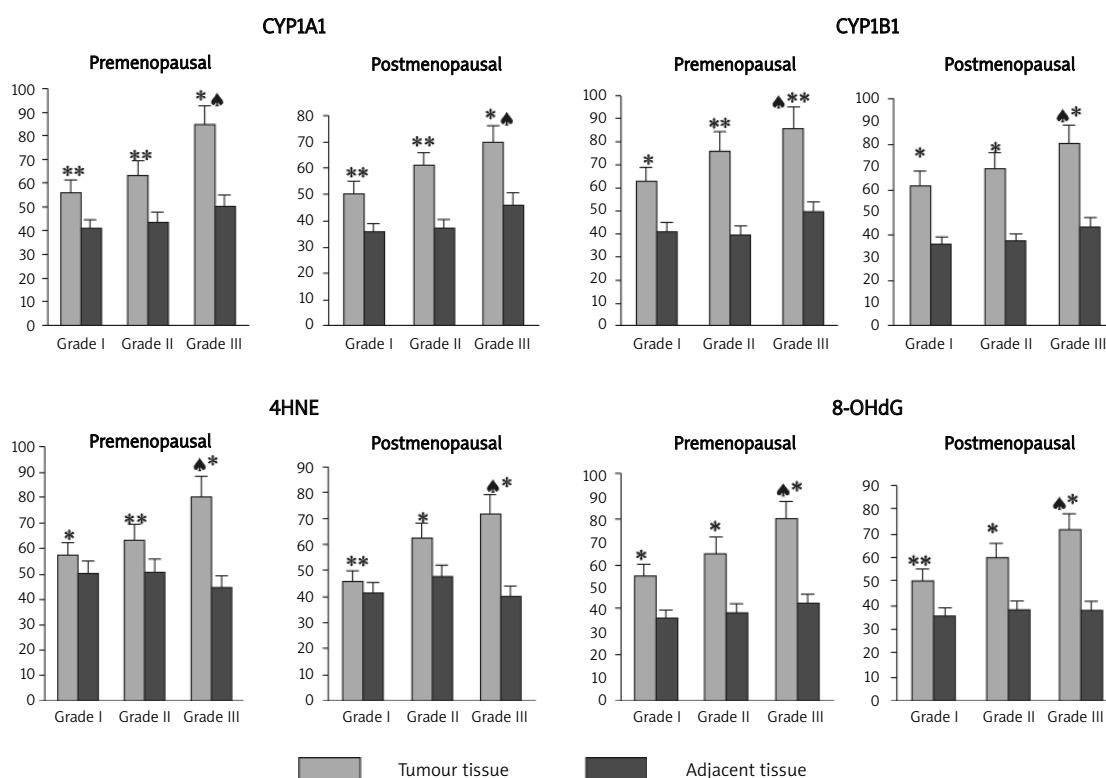 CYP1A1
Premenopausal
100
90
80
70
60
50
40
30
20
10
0
** ** * ♠
Grade I Grade II Grade III
Postmenopausal
80
70
60
50
40
30
20
10
0
** ** * ♠
Grade I Grade II Grade III
CYP1B1
Premenopausal
100
90
80
70
60
50
40
30
20
10
0
* ** ♠ **
Grade I Grade II Grade III
Postmenopausal
100
90
80
70
60
50
40
30
20
10
0
* * ♠ *
Grade I Grade II Grade III
4HNE
Premenopausal
100
90
80
70
60
50
40
30
20
10
0
* ** ♠ *
Grade I Grade II Grade III
Postmenopausal
90
80
70
60
50
40
30
20
10
0
** * ♠ *
Grade I Grade II Grade III
8-OHdG
Premenopausal
100
90
80
70
60
50
40
30
20
10
0
* * ♠ *
Grade I Grade II Grade III
Postmenopausal
90
80
70
60
50
40
30
20
10
0
** * ♠ *
Grade I Grade II Grade III
Tumour tissue Adjacent tissue